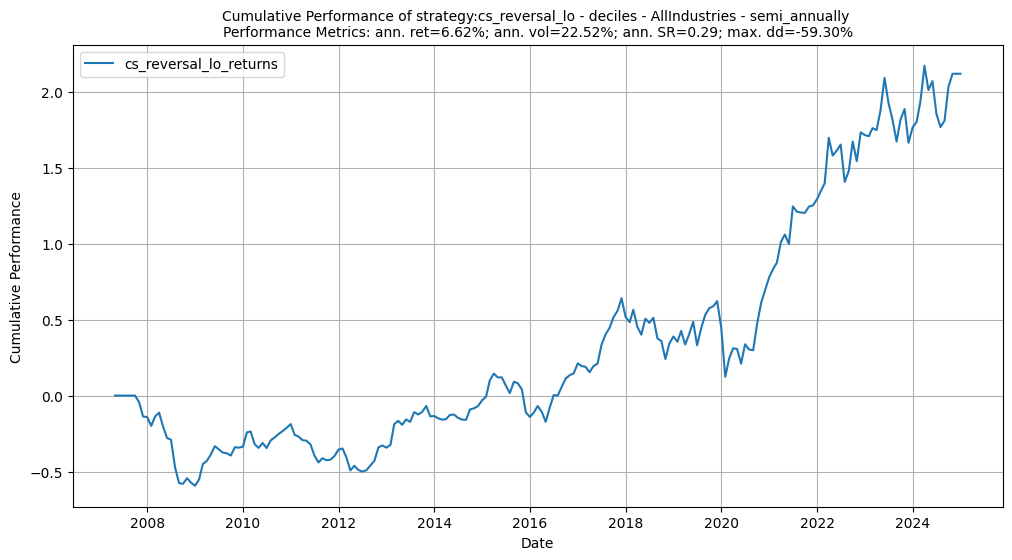 Cumulative Performance of strategy:cs_reversal_lo - deciles - AllIndustries - semi_annually
Performance Metrics: ann. ret=6.62%; ann. vol=22.52%; ann. SR=0.29; max. dd=-59.30%
cs_reversal_lo_returns
Cumulative Performance
2.0
1.5
1.0
0.5
0.0
−0.5
2008 2010 2012 2014 2016 2018 2020 2022 2024
Date